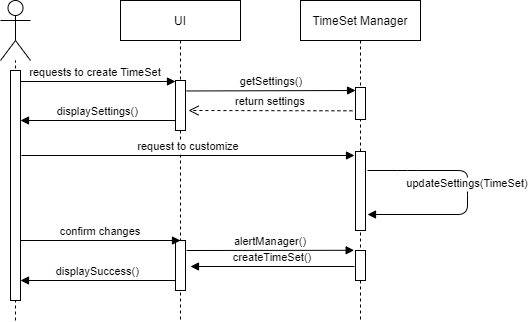 UI
TimeSet Manager
requests to create TimeSet
getSettings()
return settings
displaySettings()
request to customize
updateSettings(TimeSet)
confirm changes
alertManager()
createTimeSet()
displaySuccess()